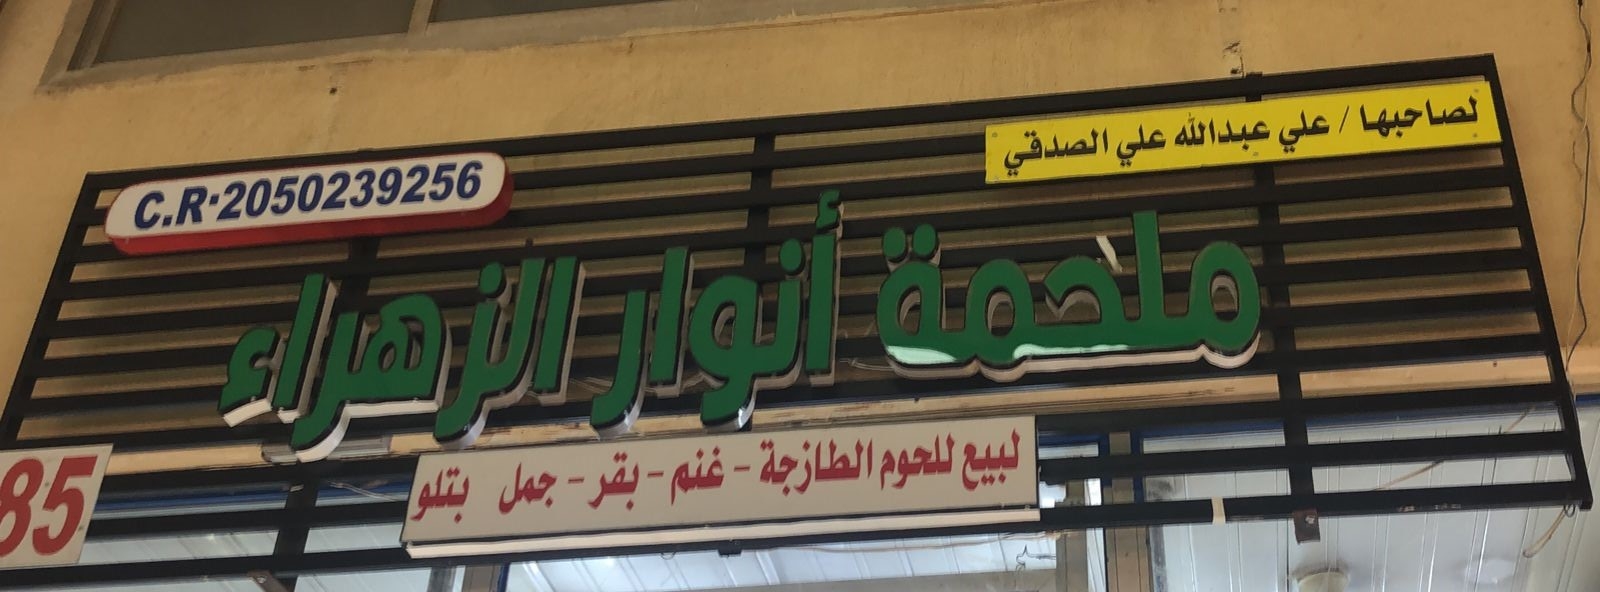 لصاحبها / علي عبدالله علي الصدقي
C.R.2050239256
ملحمة أنوار الزهراء
لبيع للحوم الطازجة - غنم - بقر - جمل بتلو
85